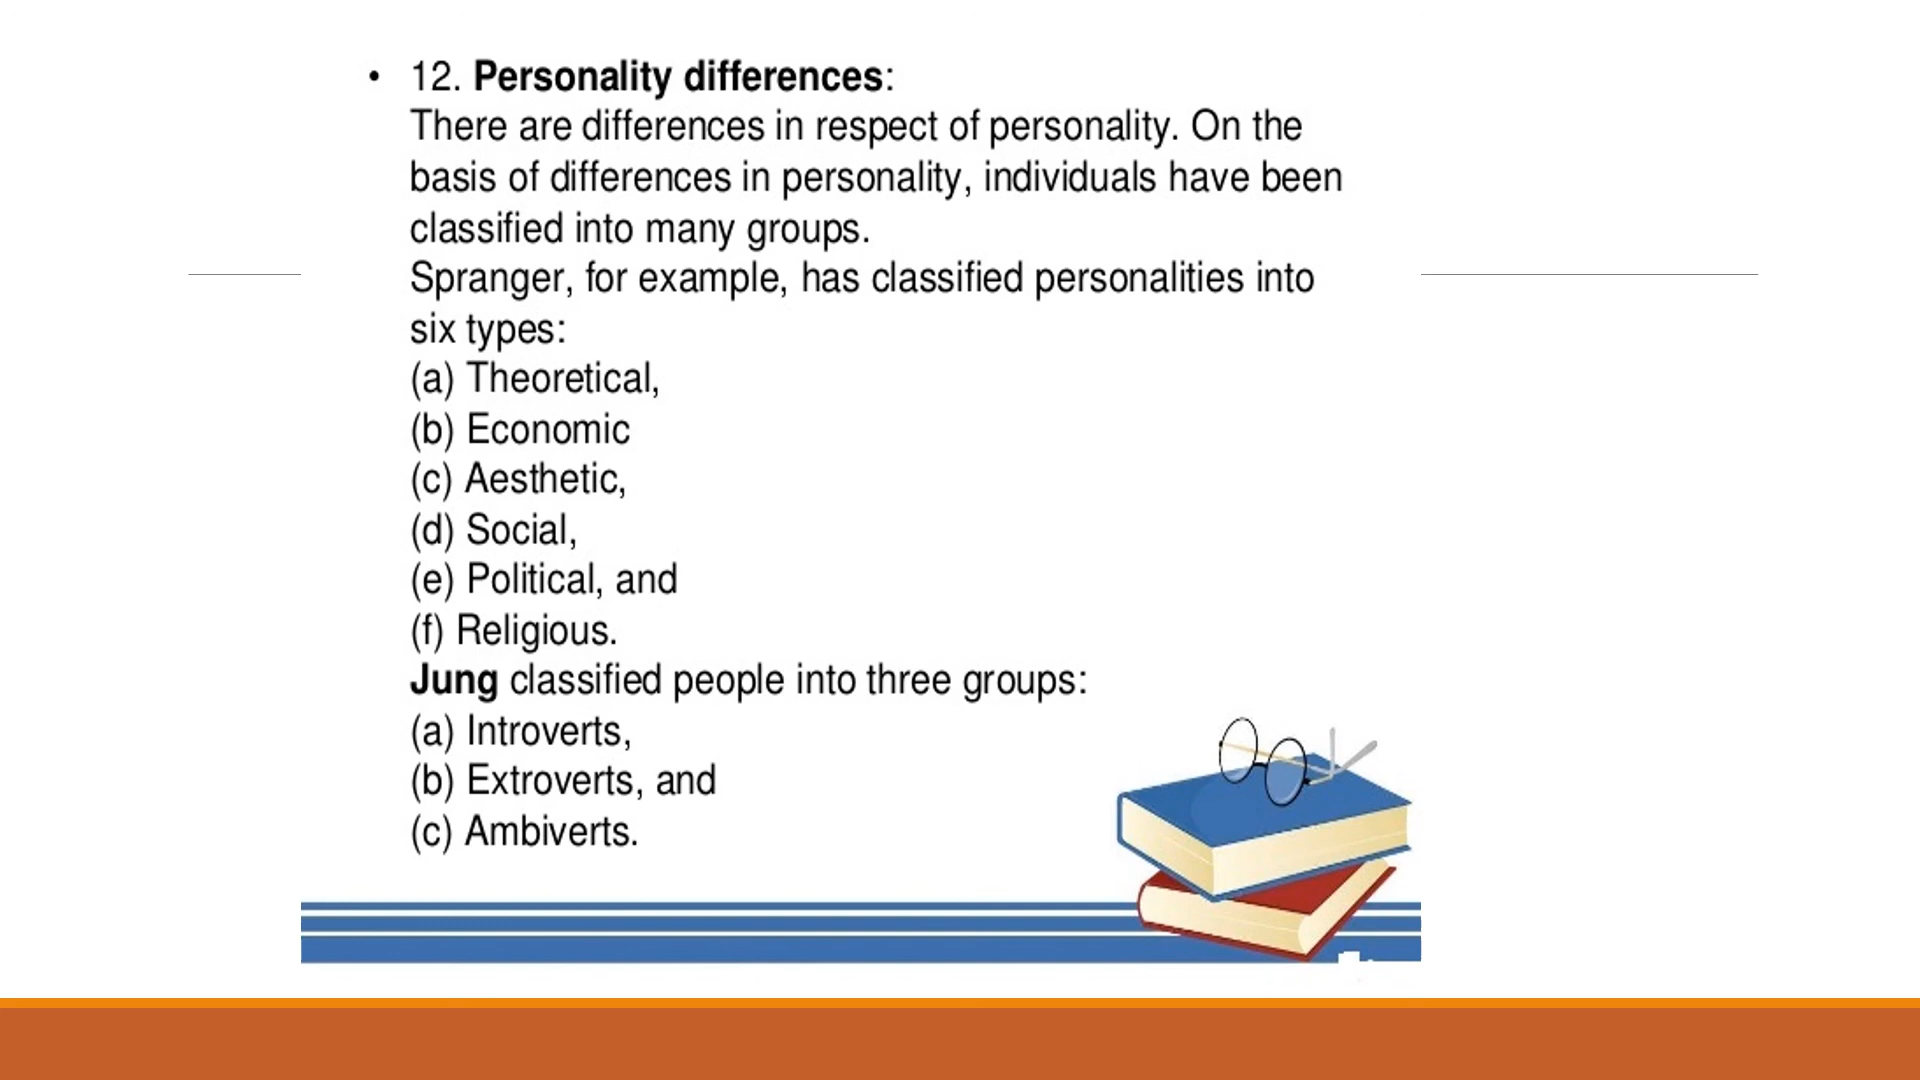 • 12. Personality differences:
There are differences in respect of personality. On the
basis of differences in personality, individuals have been
classified into many groups.
Spranger, for example, has classified personalities into
six types:
(a) Theoretical,
(b) Economic
(c) Aesthetic,
(d) Social,
(e) Political, and
(f) Religious.
Jung classified people into three groups:
(a) Introverts,
(b) Extroverts, and
(c) Ambiverts.